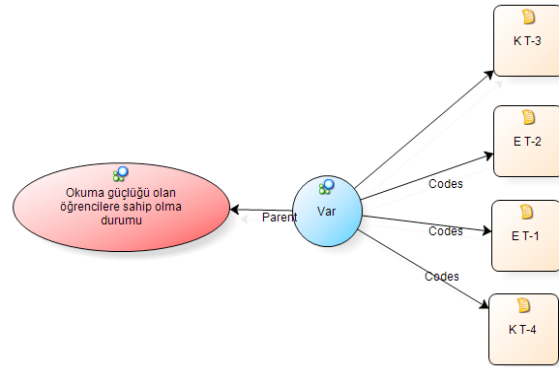 K T-3
E T-2
Codes
Okuma güçlüğü olan
öğrencilere sahip olma
durumu
Parent
Var
Codes
E T-1
Codes
K T-4